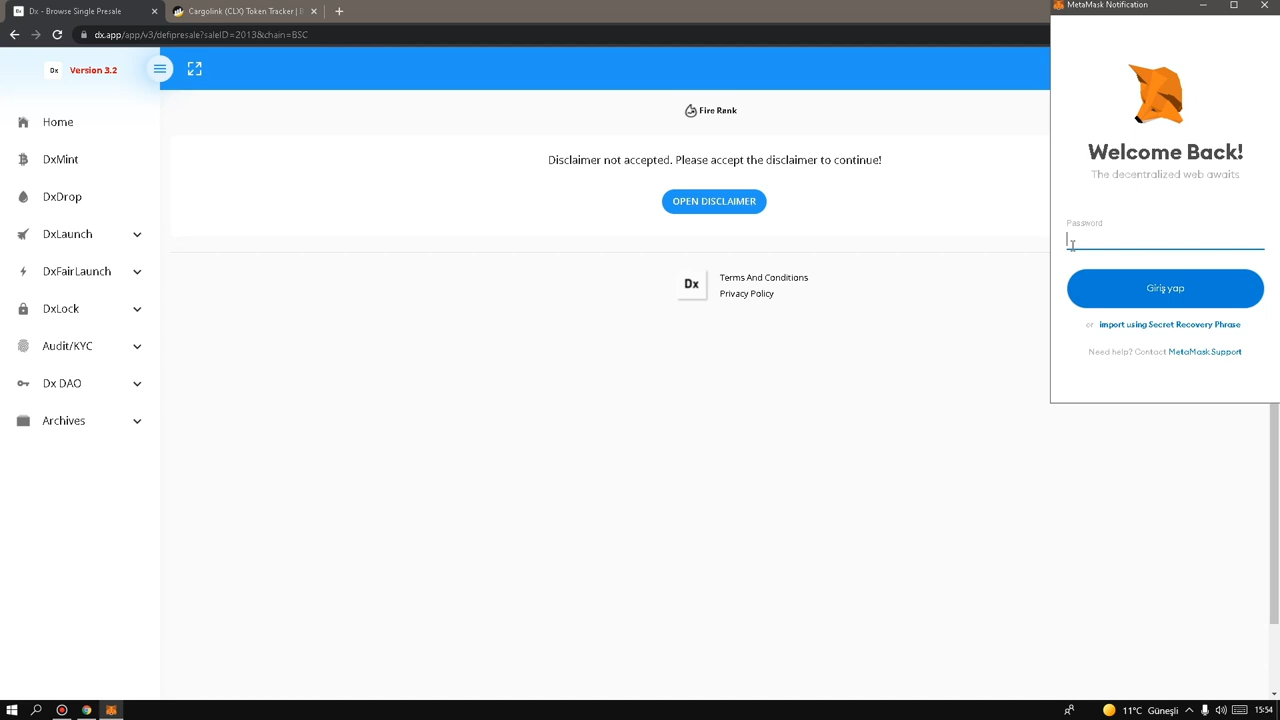 Dx - Browse Single Presale
Cargolink (CLX) Token Tracker | B
MetaMask Notification
dx.app/app/v3/defipresale?saleID=2013&chain=BSC
Dx
Version 3.2
Home
DxMint
DxDrop
DxLaunch
DxFairLaunch
DxLock
Audit/KYC
Dx DAO
Archives
Fire Rank
Disclaimer not accepted. Please accept the disclaimer to continue!
OPEN DISCLAIMER
Dx
Terms And Conditions
Privacy Policy
Welcome Back!
The decentralized web awaits
Password
Giriş yap
or import using Secret Recovery Phrase
Need help? Contact MetaMask Support
11°C Güneşli
15:54